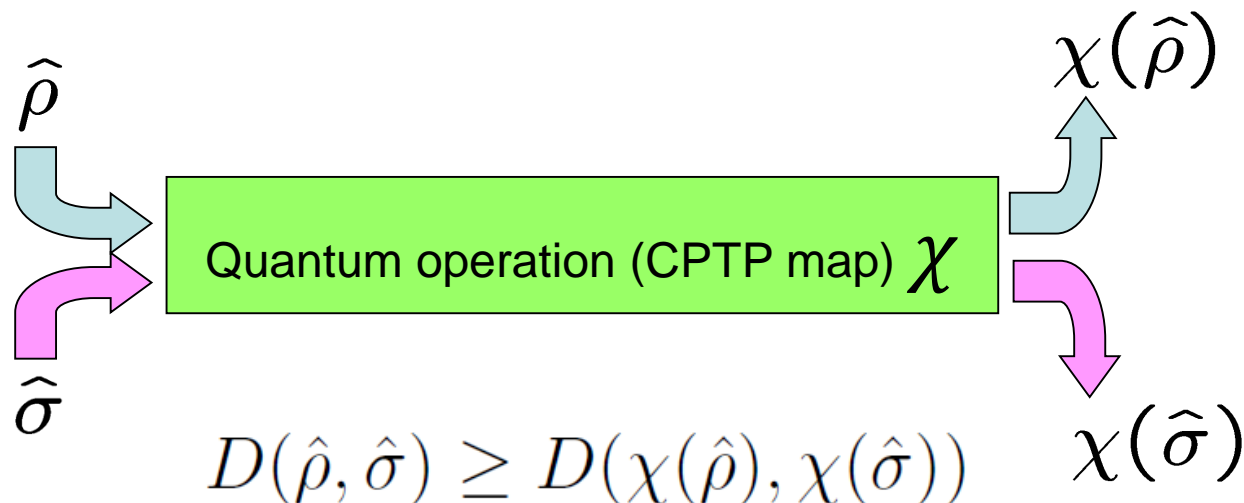 ρ̂
χ(ρ̂)
Quantum operation (CPTP map) χ
σ̂
χ(σ̂)
D(ρ̂, σ̂) ≥ D(χ(ρ̂), χ(σ̂))